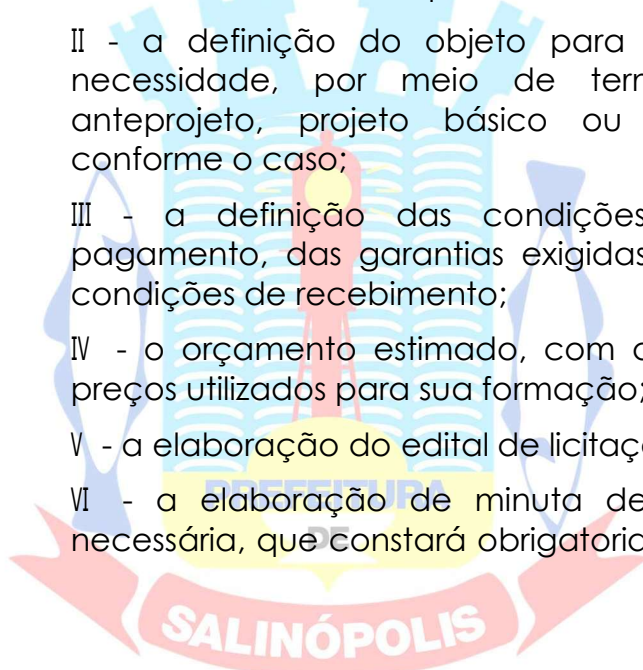 II - a definição do objeto para
necessidade, por meio de
anteprojeto, projeto básico ou
conforme o caso;
III - a definição das condições
pagamento, das garantias exigidas
condições de recebimento;
IV - o orçamento estimado, com
preços utilizados para sua formação;
V - a elaboração do edital de
VI - a elaboração de minuta de
necessária, que constará
PREFEITURA
DE
SALINÓPOLIS